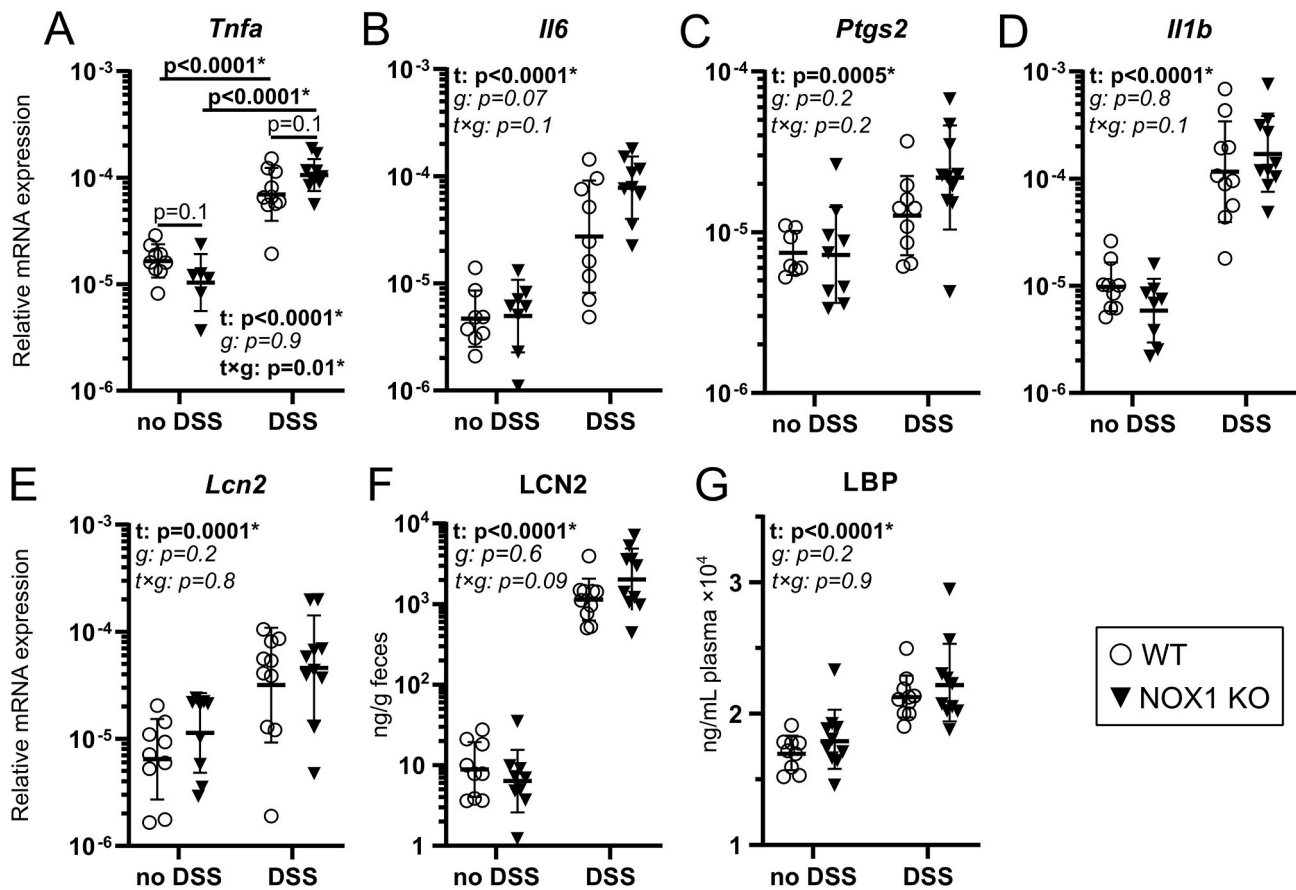 A
Tnfa
Relative mRNA expression
10⁻³
10⁻⁴
10⁻⁵
10⁻⁶
p<0.0001*
p<0.0001*
p=0.1
p=0.1
t: p<0.0001*
g: p=0.9
t×g: p=0.01*
no DSS
DSS
B
Il6
10⁻³
10⁻⁴
10⁻⁵
10⁻⁶
t: p<0.0001*
g: p=0.07
t×g: p=0.1
no DSS
DSS
C
Ptgs2
10⁻⁴
10⁻⁵
10⁻⁶
t: p=0.0005*
g: p=0.2
t×g: p=0.2
no DSS
DSS
D
Il1b
10⁻³
10⁻⁴
10⁻⁵
10⁻⁶
t: p<0.0001*
g: p=0.8
t×g: p=0.1
no DSS
DSS
E
Lcn2
Relative mRNA expression
10⁻³
10⁻⁴
10⁻⁵
10⁻⁶
t: p=0.0001*
g: p=0.2
t×g: p=0.8
no DSS
DSS
F
LCN2
ng/g feces
10⁴
10³
10²
10
1
t: p<0.0001*
g: p=0.6
t×g: p=0.09
no DSS
DSS
G
LBP
ng/mL plasma ×10⁴
3
2
1
t: p<0.0001*
g: p=0.2
t×g: p=0.9
no DSS
DSS
WT
NOX1 KO